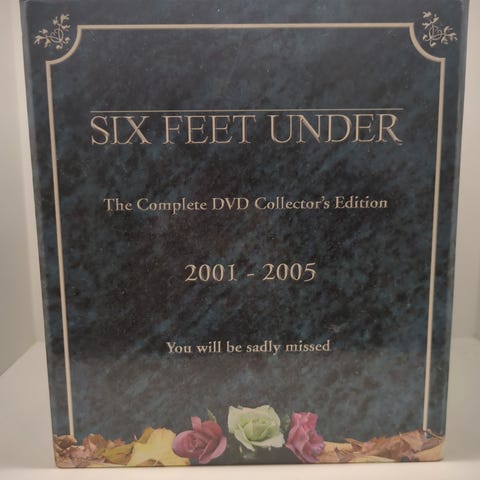 SIX FEET UNDER
The Complete DVD Collector's Edition
2001 - 2005
You will be sadly missed